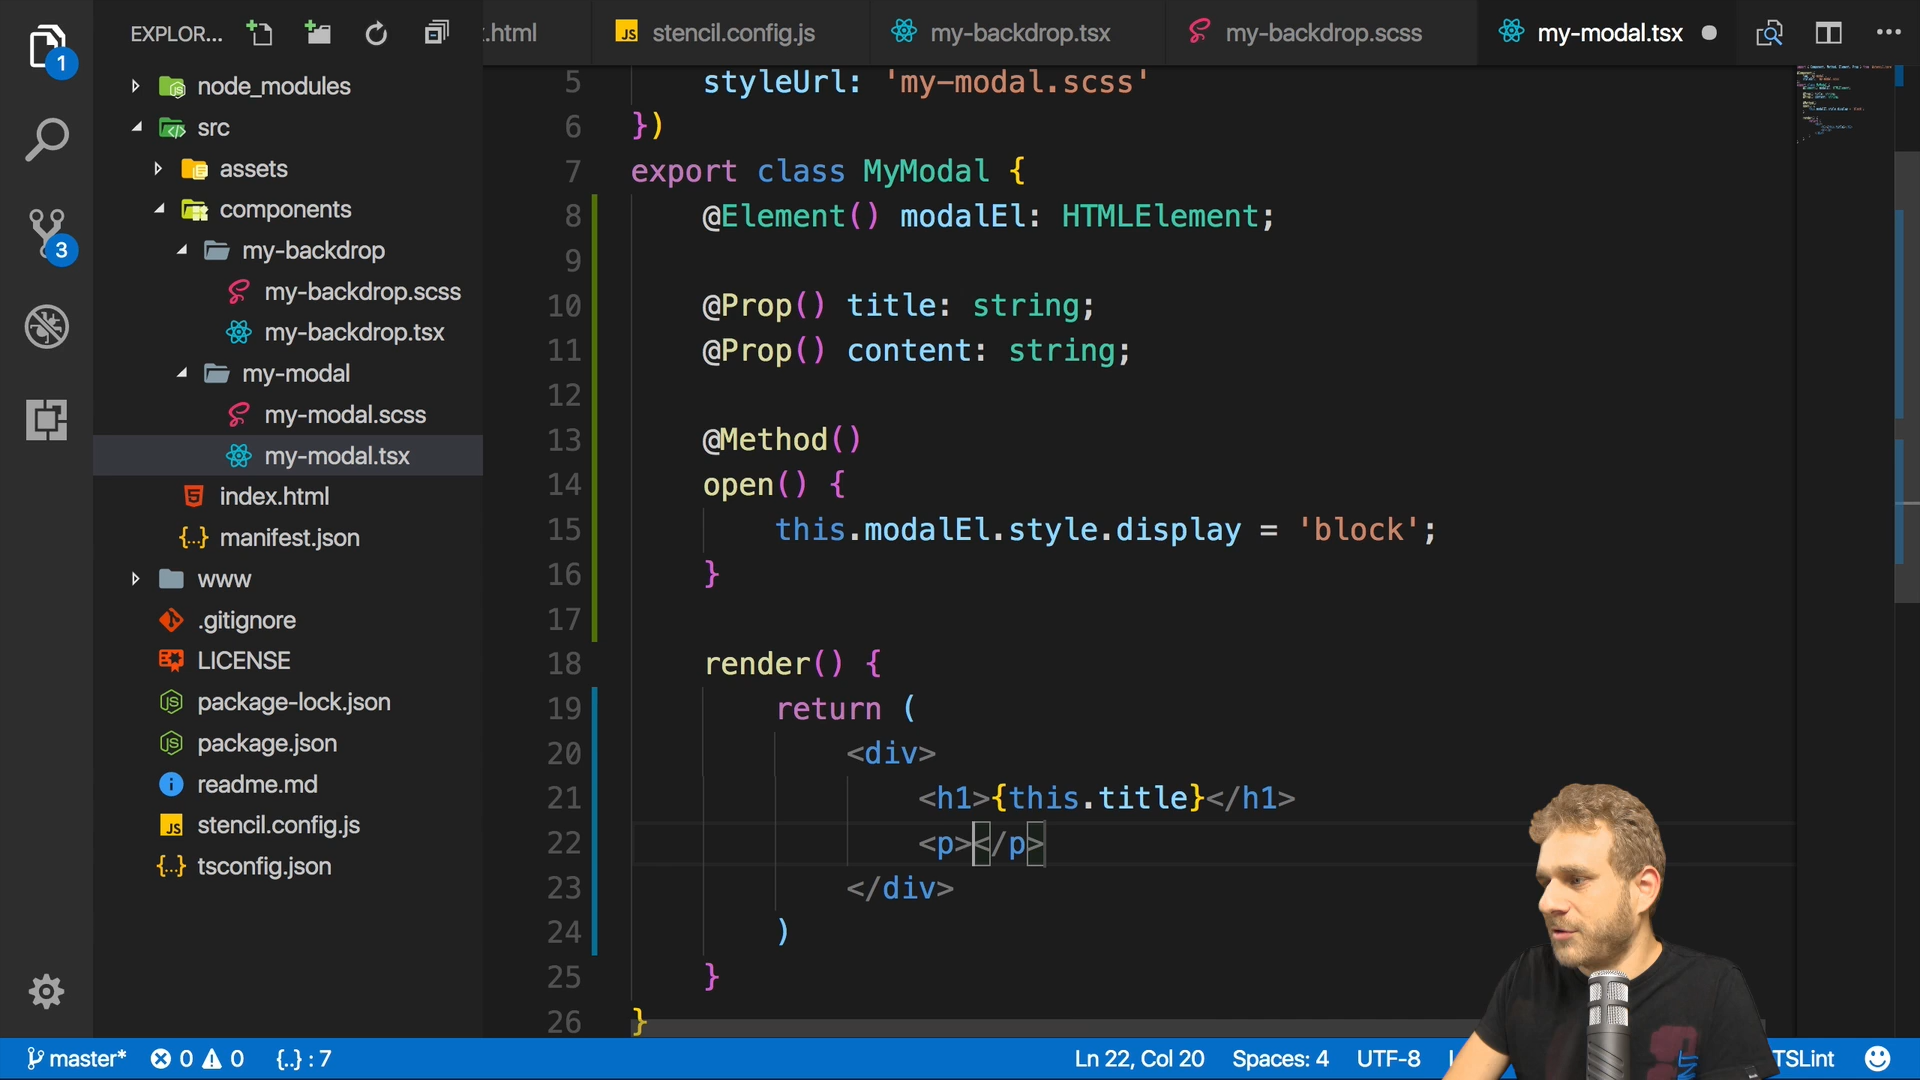 EXPLOR...
.html
stencil.config.js
my-backdrop.tsx
my-backdrop.scss
my-modal.tsx
1
3
node_modules
src
assets
components
my-backdrop
my-backdrop.scss
my-backdrop.tsx
my-modal
my-modal.scss
my-modal.tsx
index.html
manifest.json
www
.gitignore
LICENSE
package-lock.json
package.json
readme.md
JS stencil.config.js
tsconfig.json
5 styleUrl: 'my-modal.scss'
6 })
7 export class MyModal {
8 @Element() modalEl: HTMLElement;
9
10 @Prop() title: string;
11 @Prop() content: string;
12
13 @Method()
14 open() {
15 this.modalEl.style.display = 'block';
16 }
17
18 render() {
19 return (
20 <div>
21 <h1>{this.title}</h1>
22 <p></p>
23 </div>
24 )
25 }
26 }
master* 0 0 {..} : 7
Ln 22, Col 20 Spaces: 4 UTF-8 TSLint